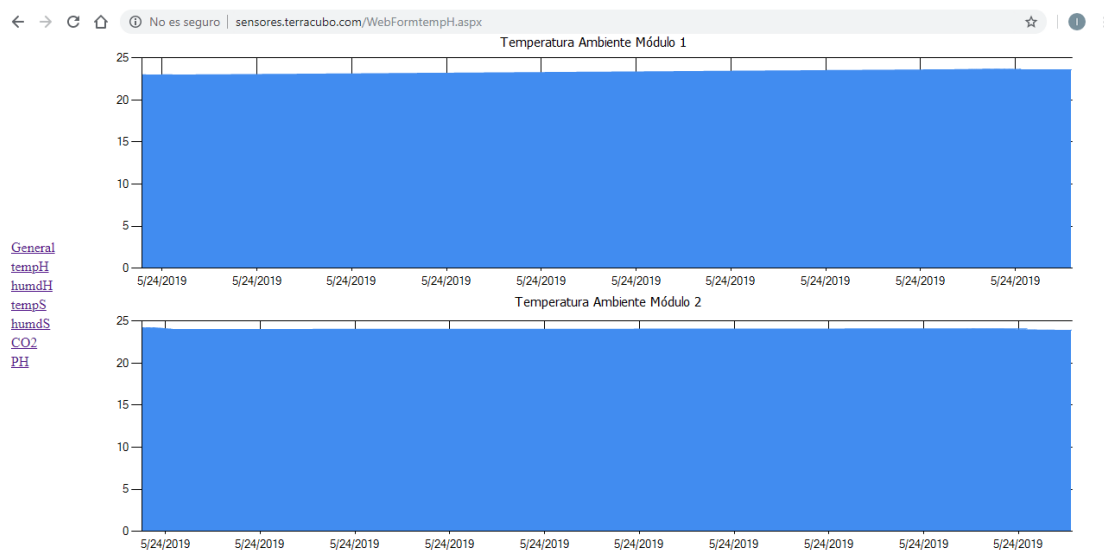 No es seguro | sensores.terracubo.com/WebFormtempH.aspx
I
General
tempH
humdH
tempS
humdS
CO2
PH
Temperatura Ambiente Módulo 1
25
20
15
10
5
0
5/24/2019 5/24/2019 5/24/2019 5/24/2019 5/24/2019 5/24/2019 5/24/2019 5/24/2019 5/24/2019 5/24/2019
Temperatura Ambiente Módulo 2
25
20
15
10
5
0
5/24/2019 5/24/2019 5/24/2019 5/24/2019 5/24/2019 5/24/2019 5/24/2019 5/24/2019 5/24/2019 5/24/2019